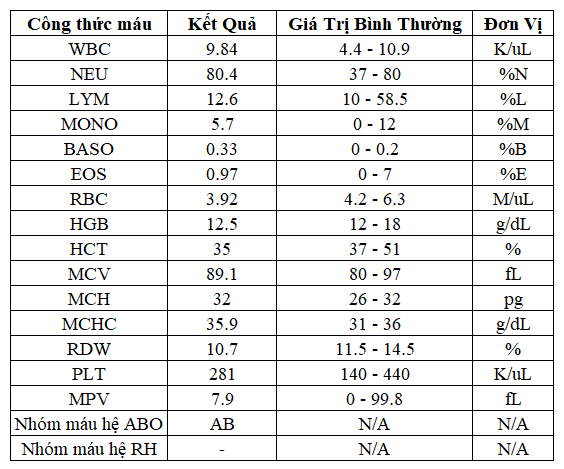 Công thức máu Kết Quả Giá Trị Bình Thường Đơn Vị
WBC 9.84 4.4 - 10.9 K/uL
NEU 80.4 37 - 80 %N
LYM 12.6 10 - 58.5 %L
MONO 5.7 0 - 12 %M
BASO 0.33 0 - 0.2 %B
EOS 0.97 0 - 7 %E
RBC 3.92 4.2 - 6.3 M/uL
HGB 12.5 12 - 18 g/dL
HCT 35 37 - 51 %
MCV 89.1 80 - 97 fL
MCH 32 26 - 32 pg
MCHC 35.9 31 - 36 g/dL
RDW 10.7 11.5 - 14.5 %
PLT 281 140 - 440 K/uL
MPV 7.9 0 - 99.8 fL
Nhóm máu hệ ABO AB N/A N/A
Nhóm máu hệ RH - N/A N/A